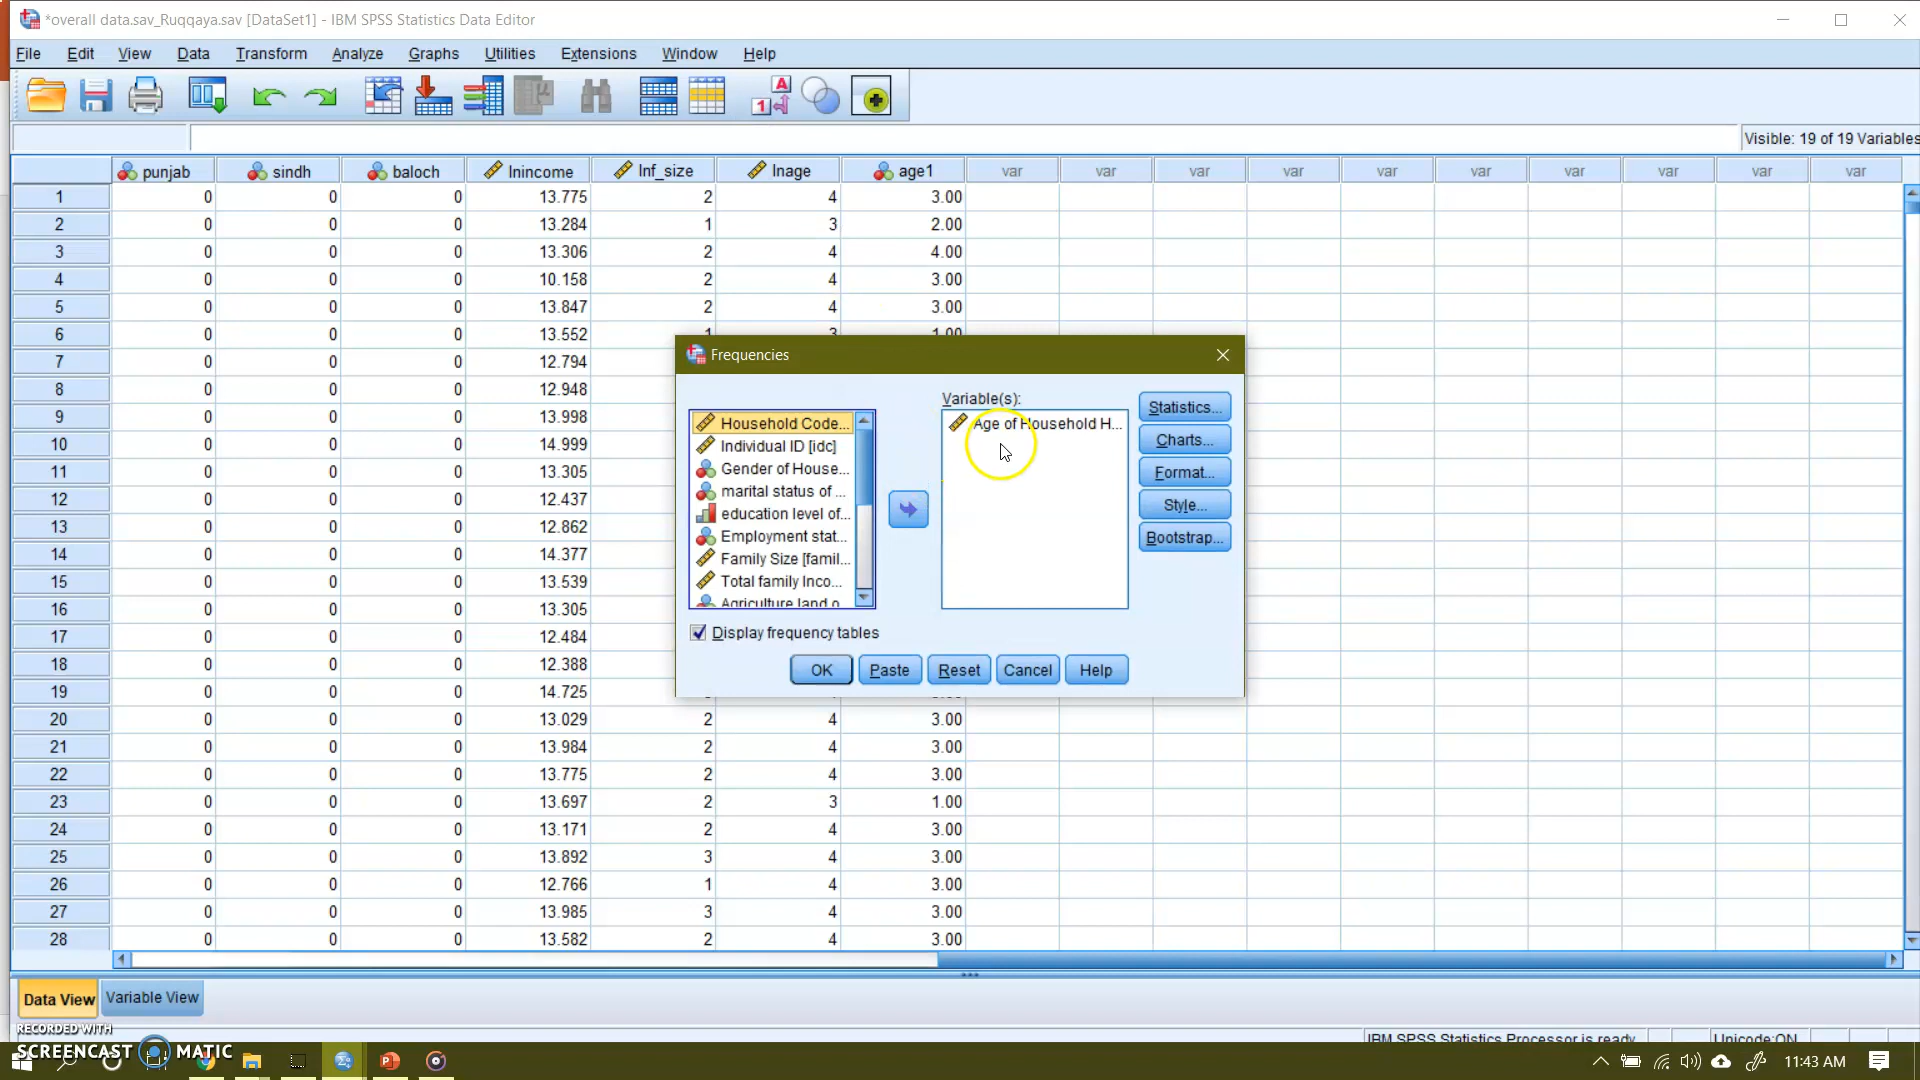 *overall data.sav_Ruqqaya.sav [DataSet1] - IBM SPSS Statistics Data Editor
File Edit View Data Transform Analyze Graphs Utilities Extensions Window Help
Visible: 19 of 19 Variables
punjab sindh baloch lnincome lnf_size lnage age1 var var var var var var var var var var
1 0 0 0 13.775 2 4 3.00
2 0 0 0 13.284 1 3 2.00
3 0 0 0 13.306 2 4 4.00
4 0 0 0 10.158 2 4 3.00
5 0 0 0 13.847 2 4 3.00
6 0 0 0 13.552 1 3 1.00
7 0 0 0 12.794
8 0 0 0 12.948
9 0 0 0 13.998
10 0 0 0 14.999
11 0 0 0 13.305
12 0 0 0 12.437
13 0 0 0 12.862
14 0 0 0 14.377
15 0 0 0 13.539
16 0 0 0 13.305
17 0 0 0 12.484
18 0 0 0 12.388
19 0 0 0 14.725
20 0 0 0 13.029 2 4 3.00
21 0 0 0 13.984 2 4 3.00
22 0 0 0 13.775 2 4 3.00
23 0 0 0 13.697 2 3 1.00
24 0 0 0 13.171 2 4 3.00
25 0 0 0 13.892 3 4 3.00
26 0 0 0 12.766 1 4 3.00
27 0 0 0 13.985 3 4 3.00
28 0 0 0 13.582 2 4 3.00
Frequencies
Household Code...
Individual ID [idc]
Gender of House...
marital status of ...
education level of...
Employment stat...
Family Size [famil...
Total family Inco...
Agriculture land o...
Variable(s):
Age of Household H...
Statistics...
Charts...
Format...
Style...
Bootstrap...
Display frequency tables
OK Paste Reset Cancel Help
Data View Variable View
IBM SPSS Statistics Processor is ready Unicode:ON
RECORDED WITH
SCREENCAST MATIC
11:43 AM